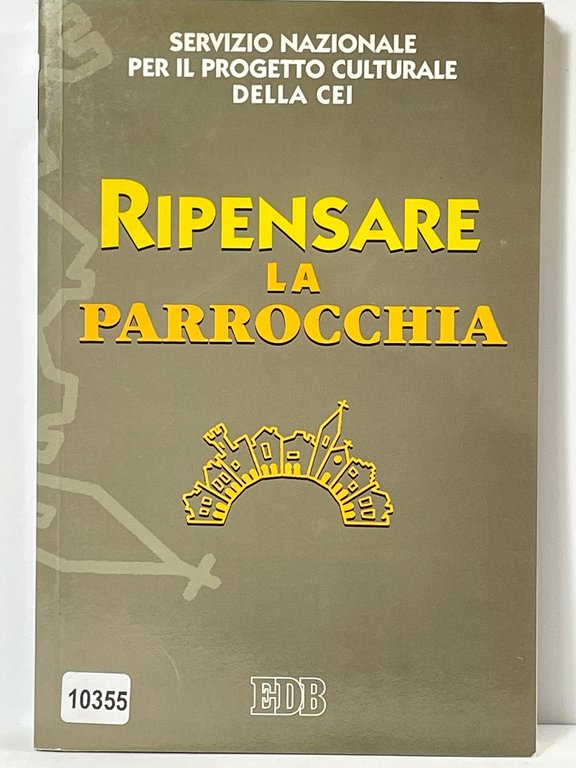 SERVIZIO NAZIONALE
PER IL PROGETTO CULTURALE
DELLA CEI
RIPENSARE
LA
PARROCCHIA
10355
EDB